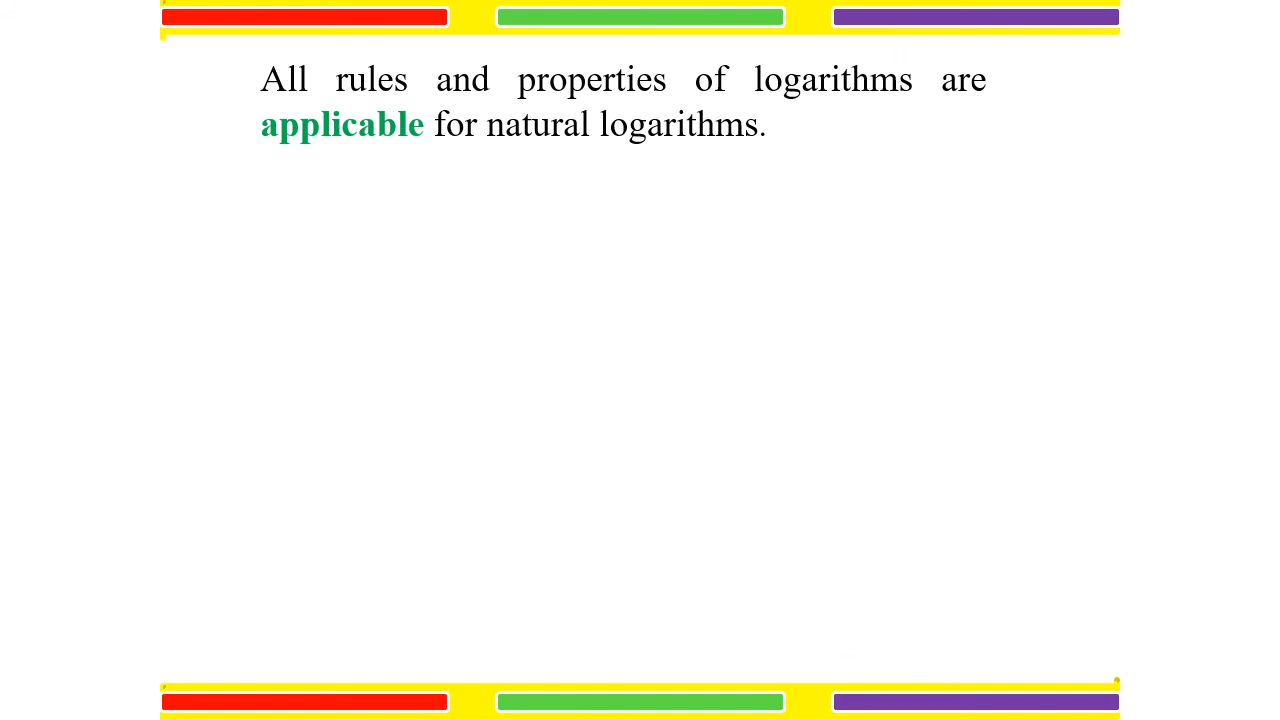 All rules and properties of logarithms are
applicable for natural logarithms.